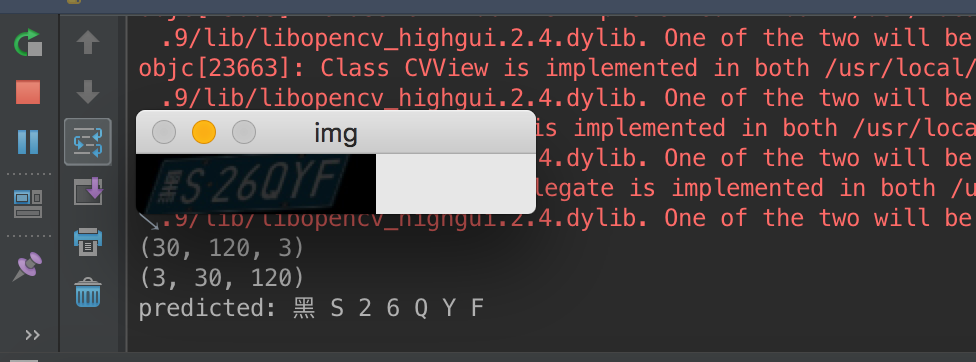 .9/lib/libopencv_highgui.2.4.dylib. One of the two will be
objc[23663]: Class CVView is implemented in both /usr/local/
.9/lib/libopencv_highgui.2.4.dylib. One of the two will be
img
is implemented in both /usr/loca
.4.dylib. One of the two will be
黑S 26QYF
legate is implemented in both /u
.9/lib/libopencv_highgui.2.4.dylib. One of the two will be
(30, 120, 3)
(3, 30, 120)
predicted: 黑 S 2 6 Q Y F